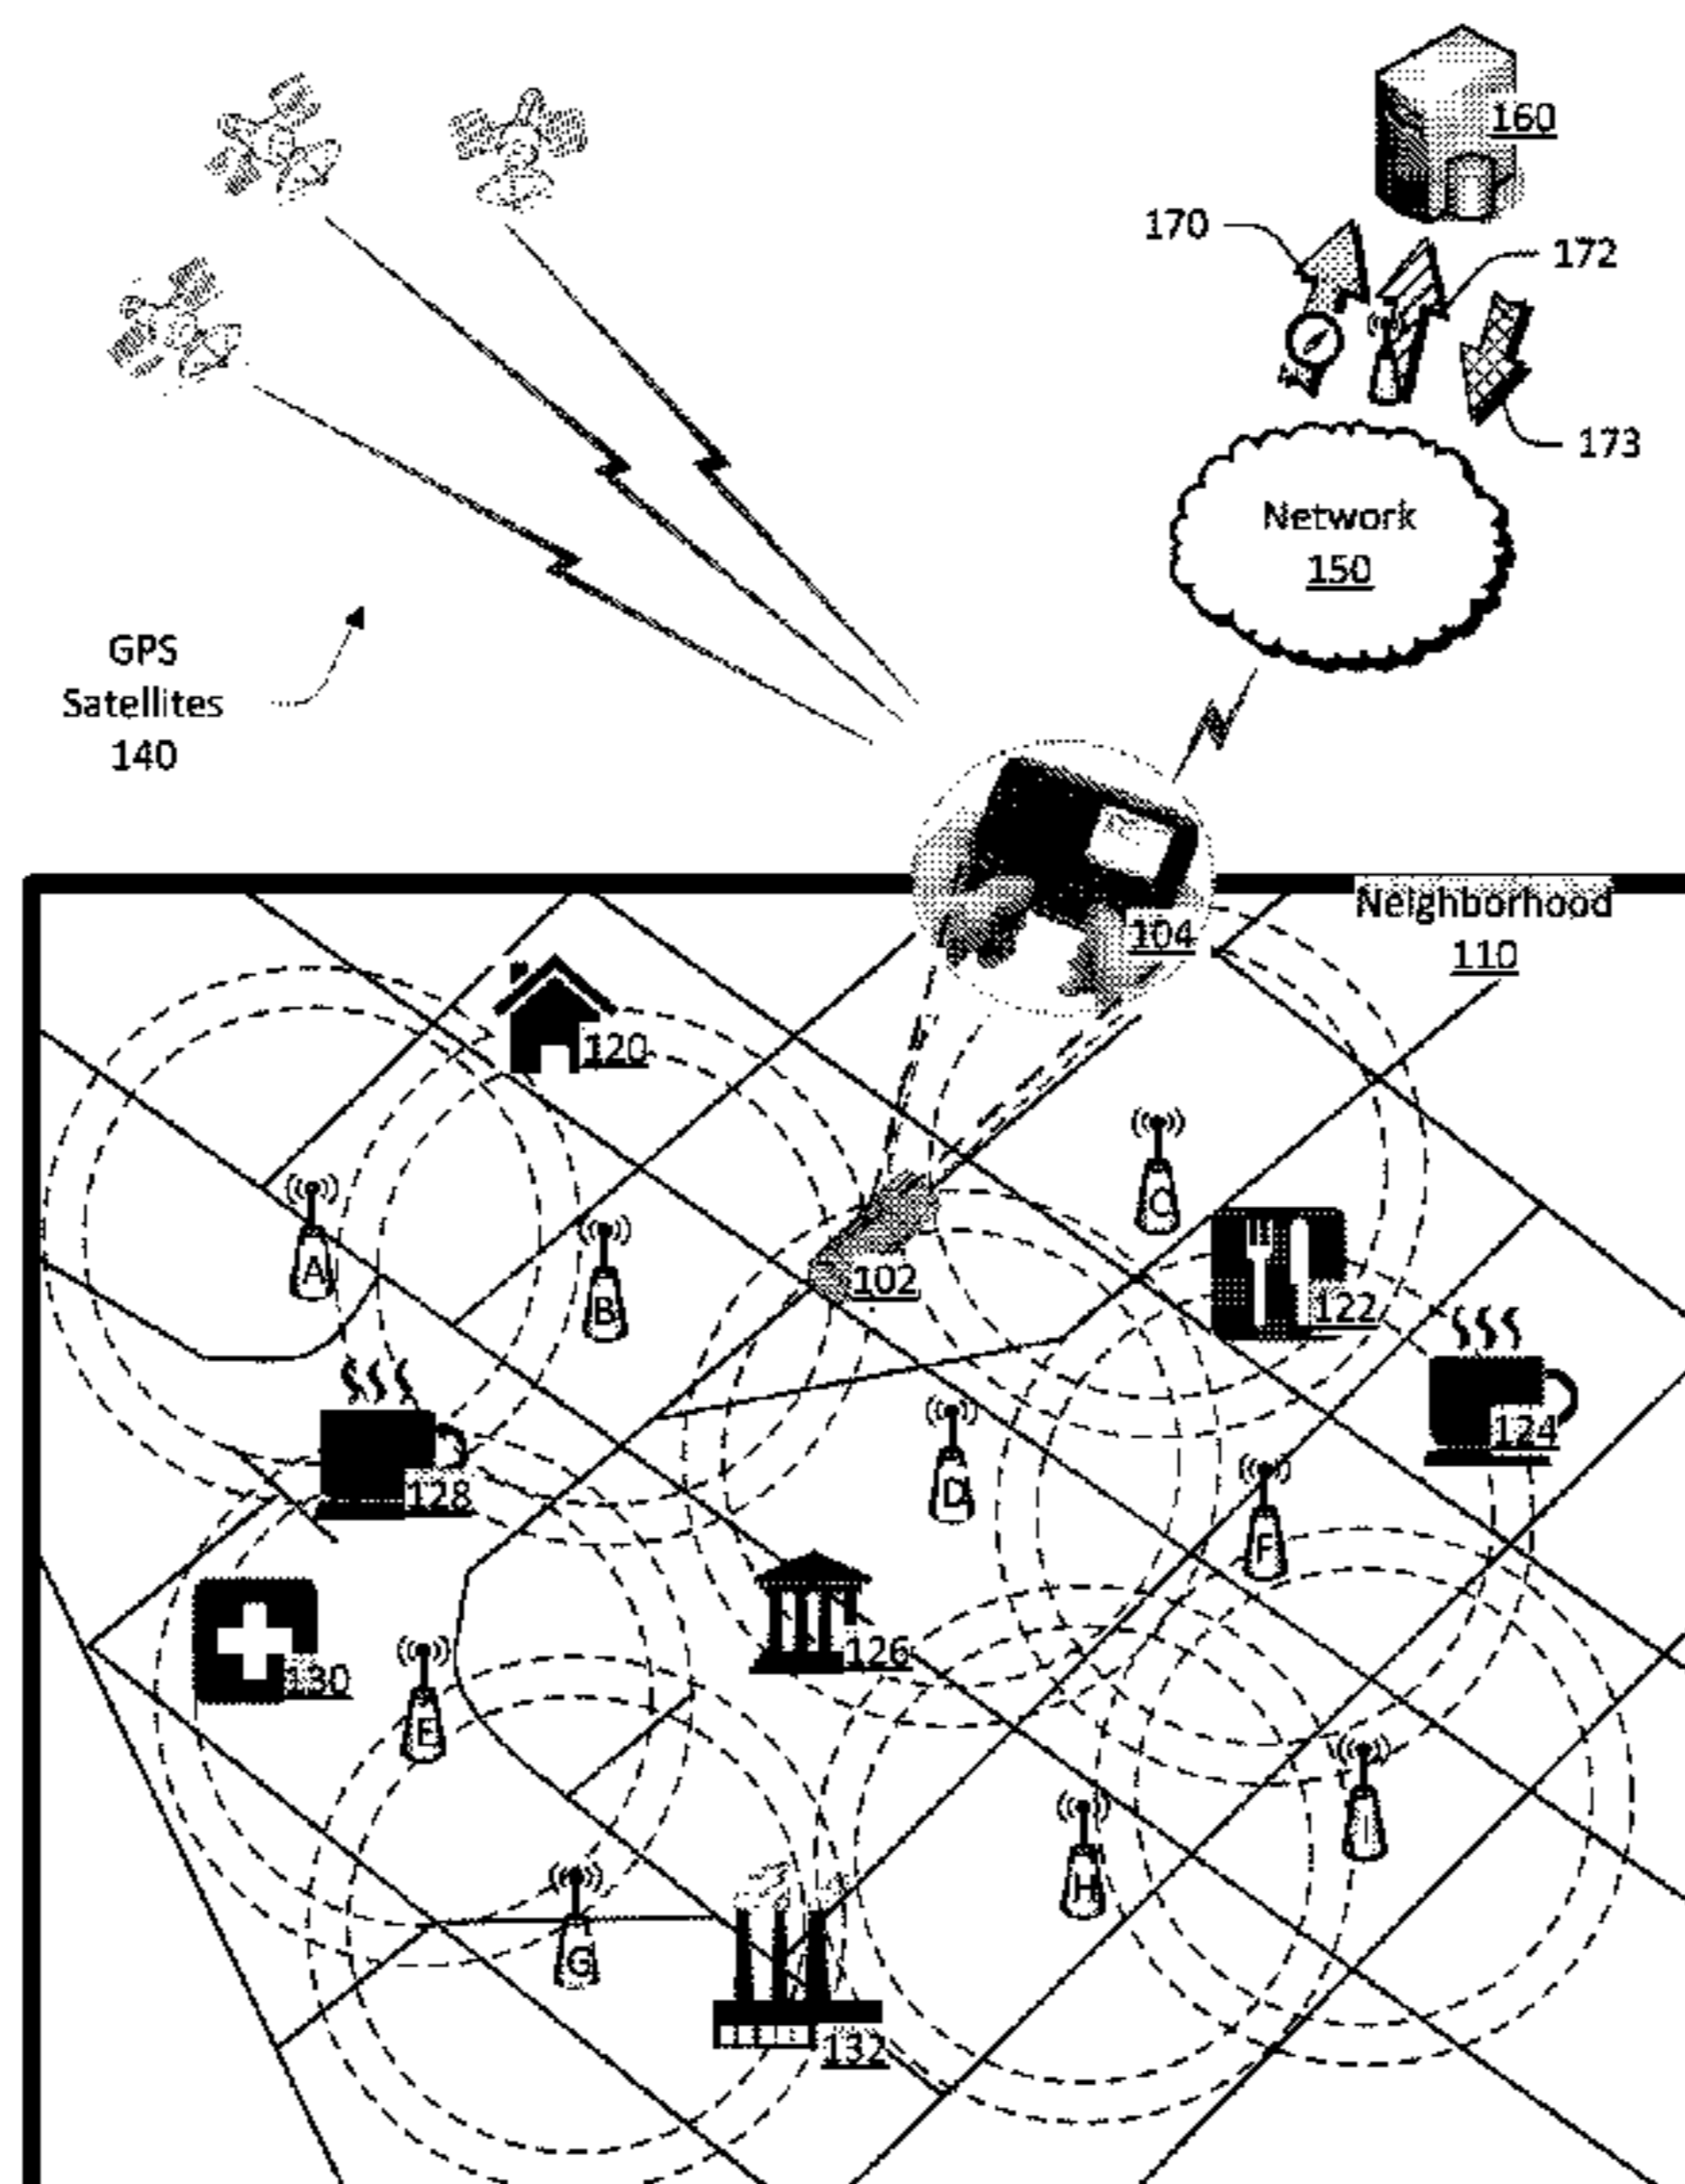 160
170
172
173
Network
150
GPS
Satellites
140
104
Neighborhood
110
120
C
A
B
102
122
124
D
128
F
126
130
E
I
H
G
132